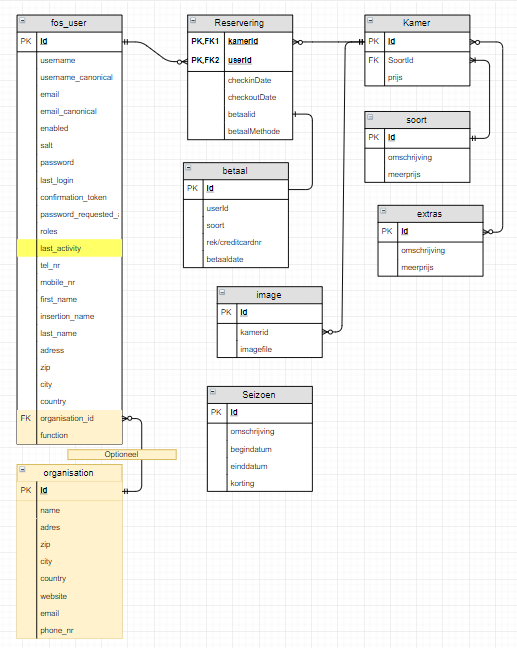 fos_user
PK id
username
username_canonical
email
email_canonical
enabled
salt
password
last_login
confirmation_token
password_requested_
roles
last_activity
tel_nr
mobile_nr
first_name
insertion_name
last_name
adress
zip
city
country
FK organisation_id
function
Optioneel
organisation
PK id
name
adres
zip
city
country
website
email
phone_nr
Reservering
PK,FK1 kamerid
PK,FK2 userid
checkinDate
checkoutDate
betaalid
betaalMethode
betaal
PK id
userId
soort
rek/creditcardnr
betaaldate
image
PK id
kamerid
imagefile
Seizoen
PK id
omschrijving
begindatum
einddatum
korting
Kamer
PK id
FK SoortId
prijs
soort
PK id
omschrijving
meerprijs
extras
PK id
omschrijving
meerprijs